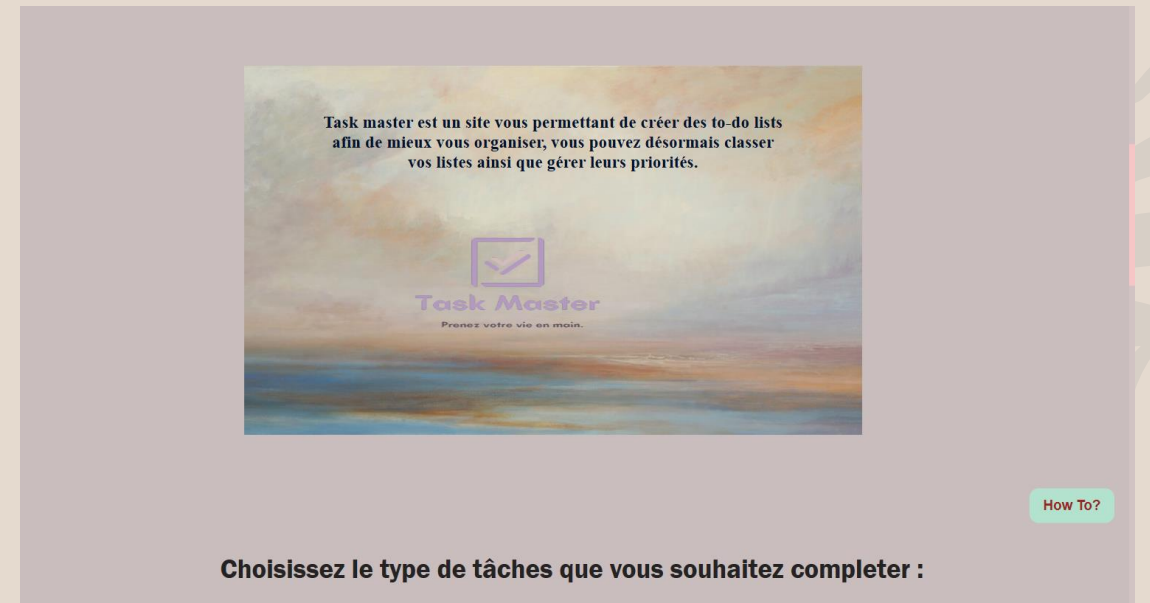 Task master est un site vous permettant de créer des to-do lists
afin de mieux vous organiser, vous pouvez désormais classer
vos listes ainsi que gérer leurs priorités.
Task Master
Prenez votre vie en main.
How To?
Choisissez le type de tâches que vous souhaitez completer :